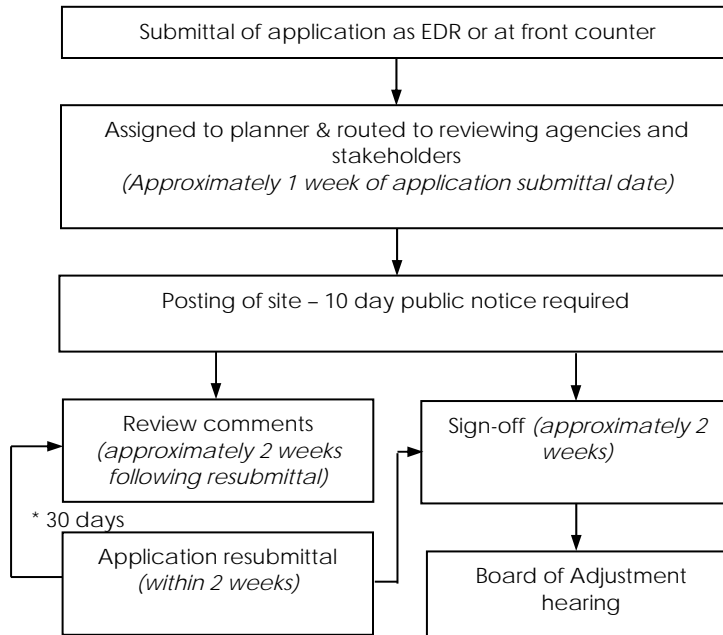 Submittal of application as EDR or at front counter
Assigned to planner & routed to reviewing agencies and
stakeholders
(Approximately 1 week of application submittal date)
Posting of site – 10 day public notice required
Review comments
(approximately 2 weeks
following resubmittal)
Sign-off (approximately 2
weeks)
* 30 days
Application resubmittal
(within 2 weeks)
Board of Adjustment
hearing